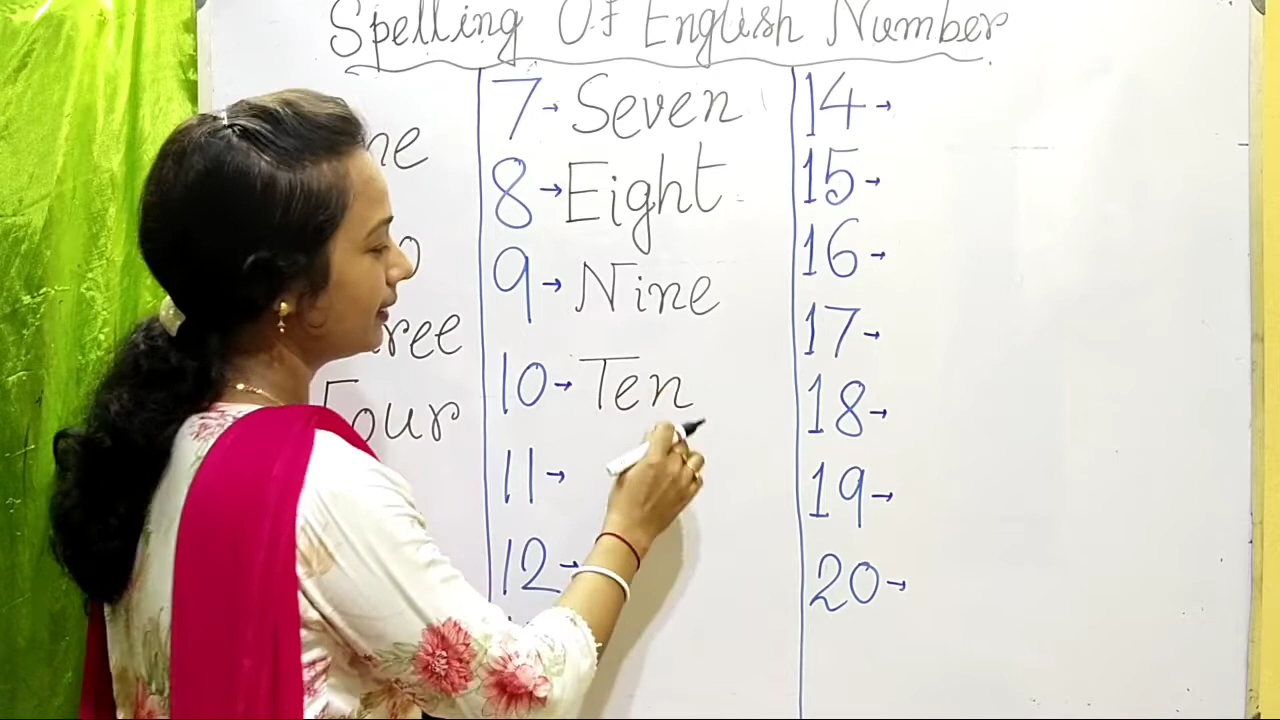 Spelling Of English Number
ne
o
ree
Four
7→ Seven
8→ Eight
9→ Nine
10→ Ten
11→
12→
14→
15→
16→
17→
18→
19→
20→